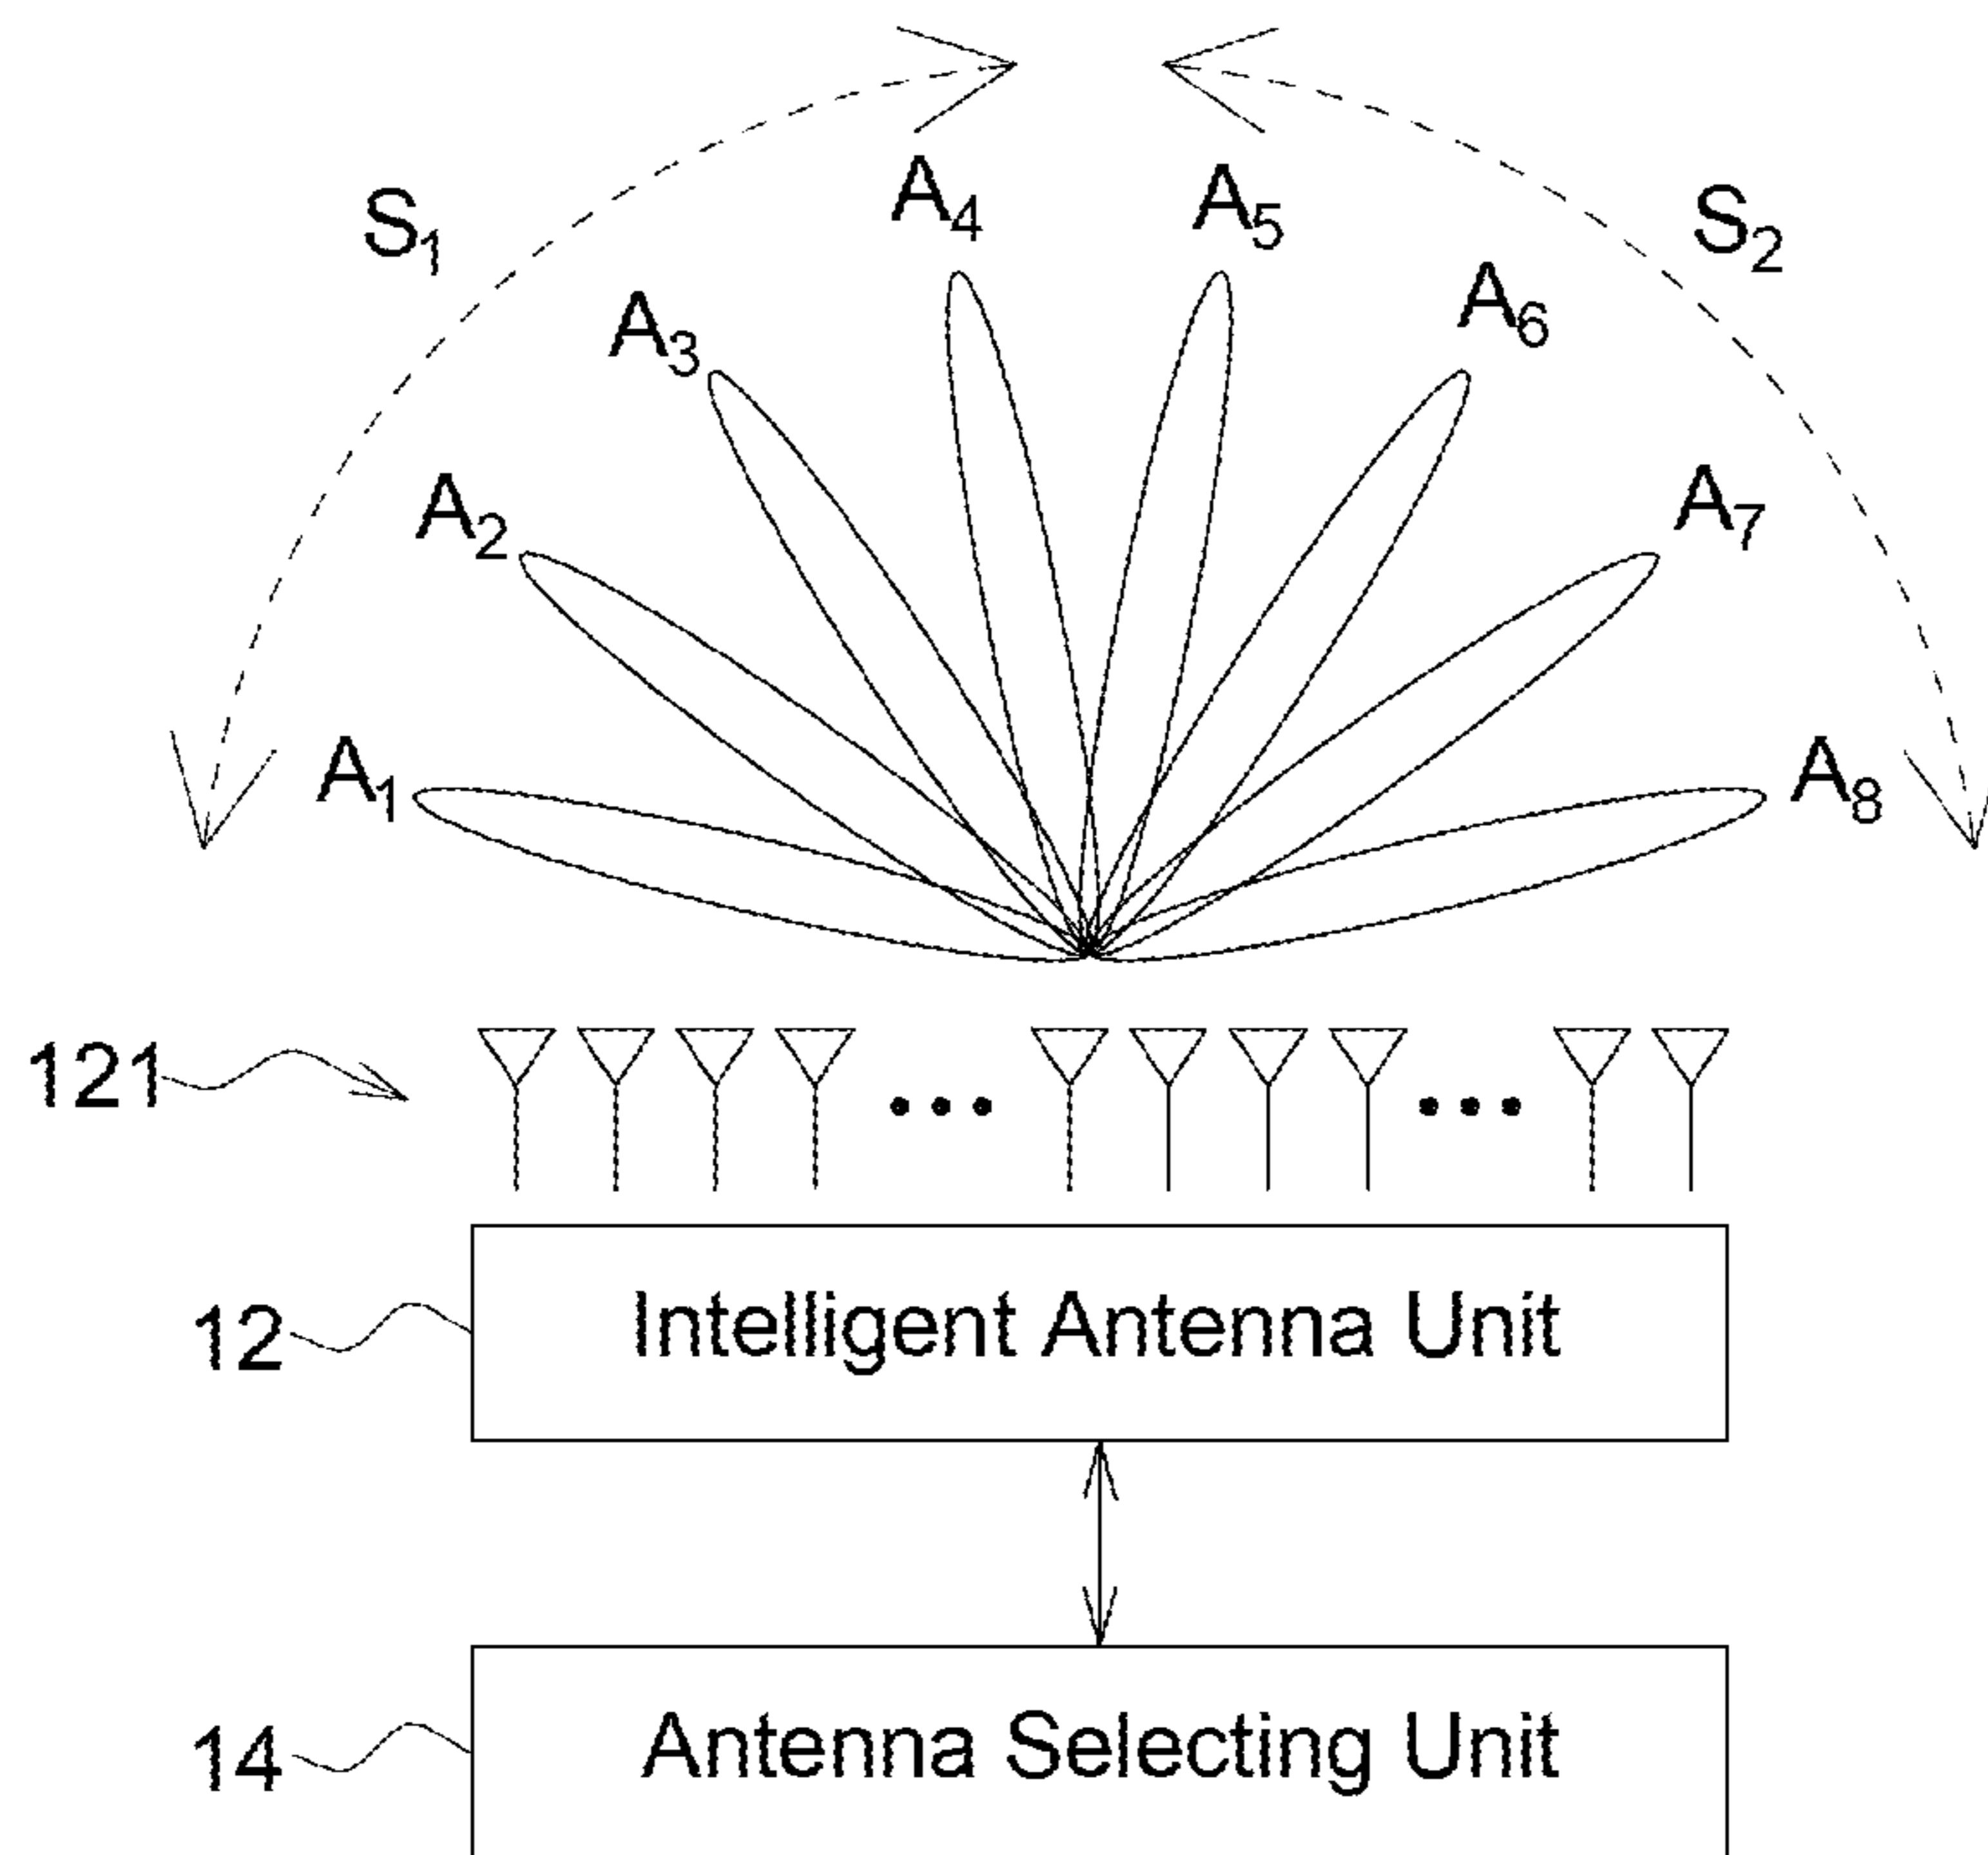 S1
A4
A5
S2
A3
A6
A2
A7
A1
A8
121
12
Intelligent Antenna Unit
14
Antenna Selecting Unit